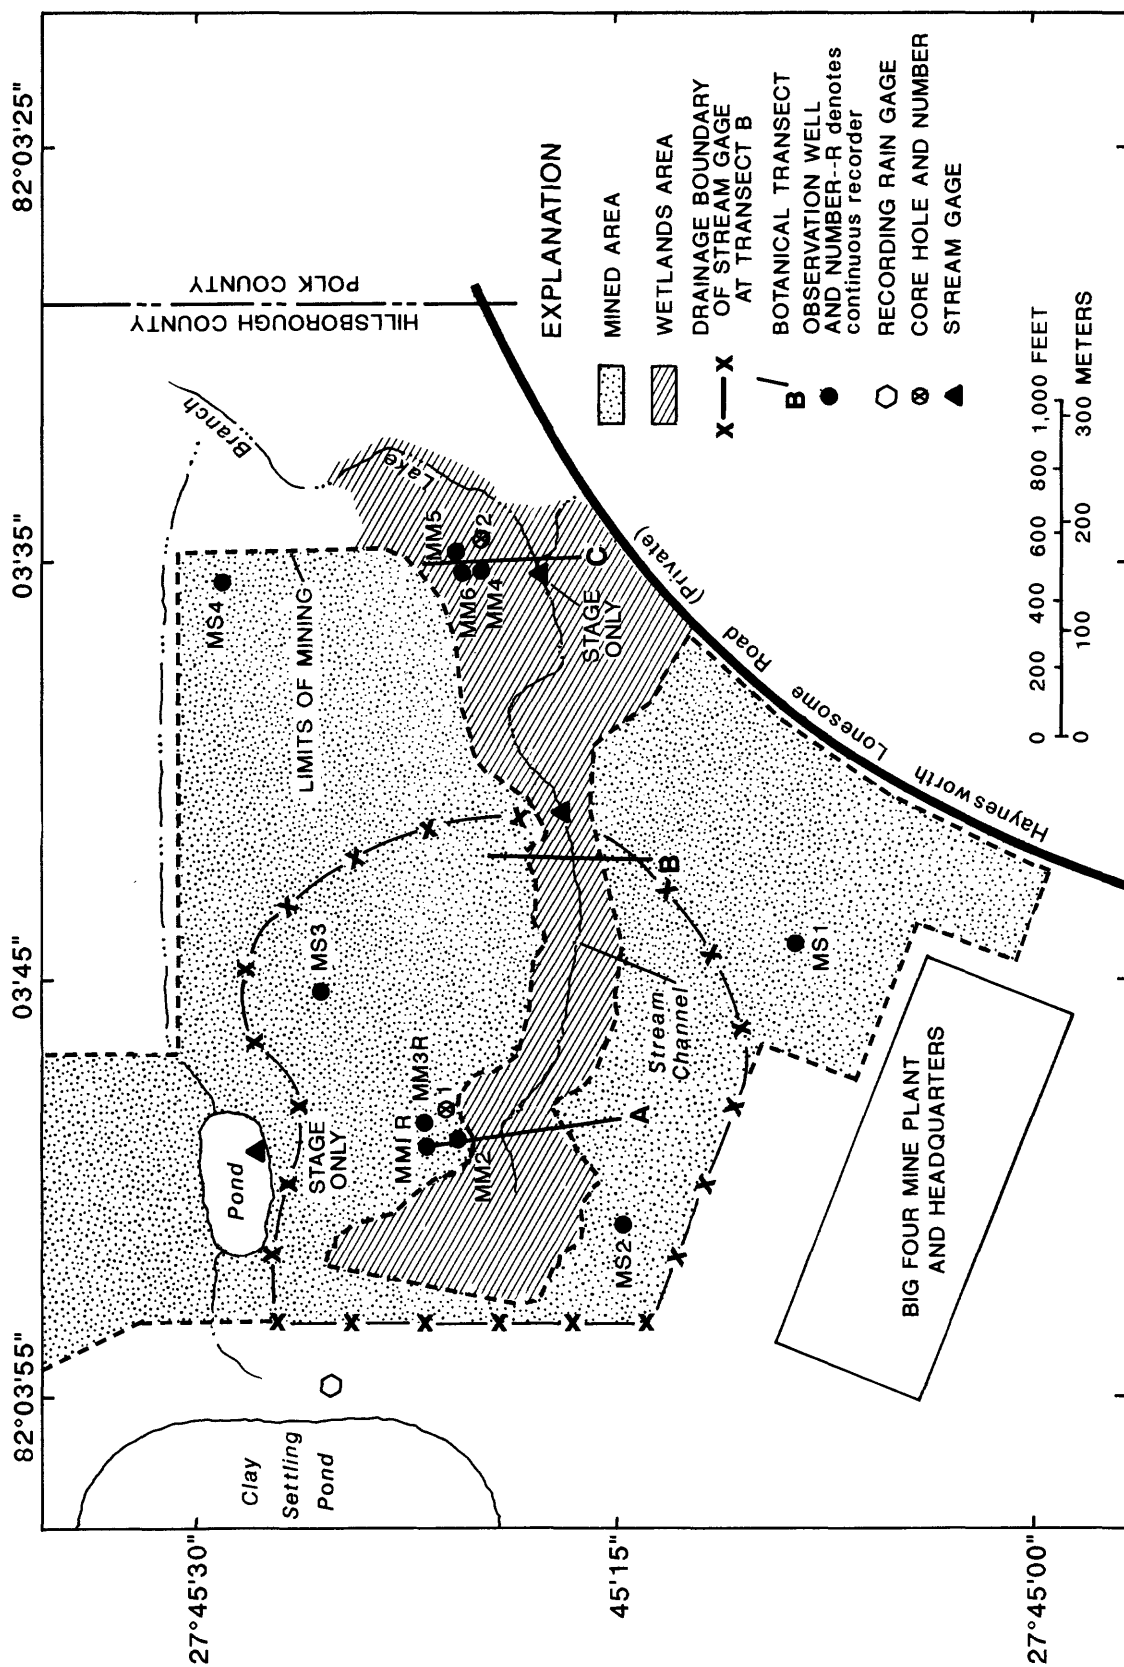 82°03'55"
03'45"
03'35"
82°03'25"
27°45'30"
45'15"
45'00"
Clay
Settling
Pond
Pond
STAGE
ONLY
MS3
MS4
LIMITS OF MINING
Branch
HILLSBOROUGH COUNTY
POLK COUNTY
MM1R
MM3R
1
MM2
A
MS2
Stream
Channel
B
MS1
MM5
MM6
MM4
2
Lake
C
STAGE
ONLY
Haynesworth Lonesome Road (Private)
BIG FOUR MINE PLANT
AND HEADQUARTERS
EXPLANATION
MINED AREA
WETLANDS AREA
X—X DRAINAGE BOUNDARY
OF STREAM GAGE
AT TRANSECT B
B BOTANICAL TRANSECT
OBSERVATION WELL
AND NUMBER--R denotes
continuous recorder
RECORDING RAIN GAGE
CORE HOLE AND NUMBER
STREAM GAGE
0 200 400 600 800 1,000 FEET
0 100 200 300 METERS